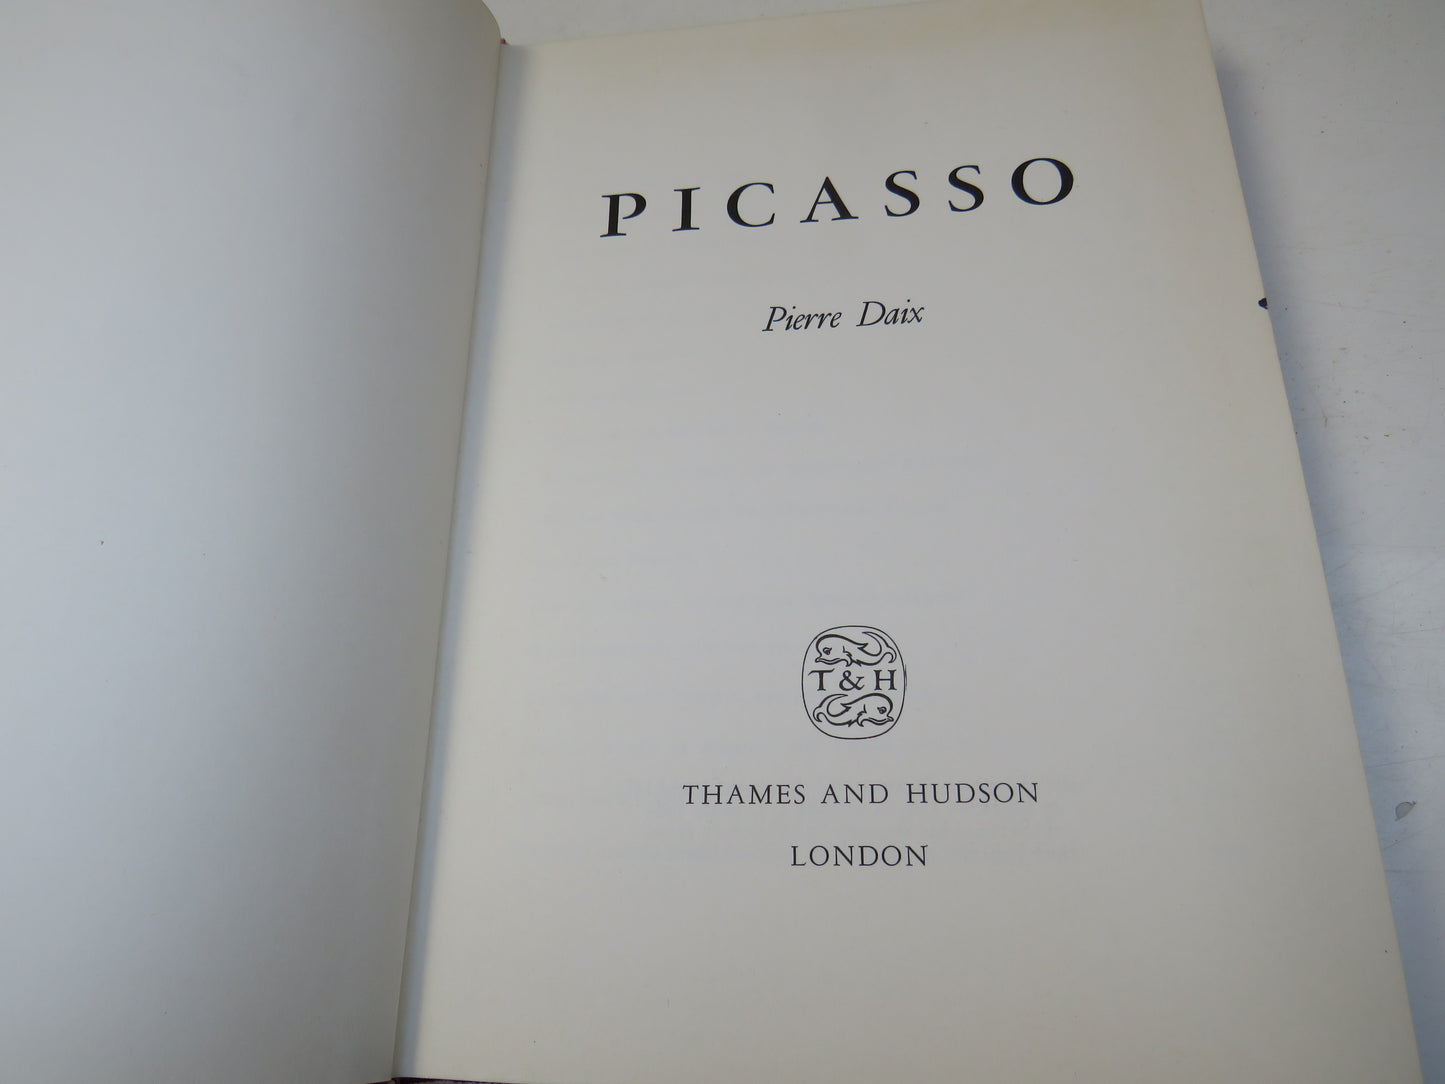 PICASSO
Pierre Daix
T & H
THAMES AND HUDSON
LONDON